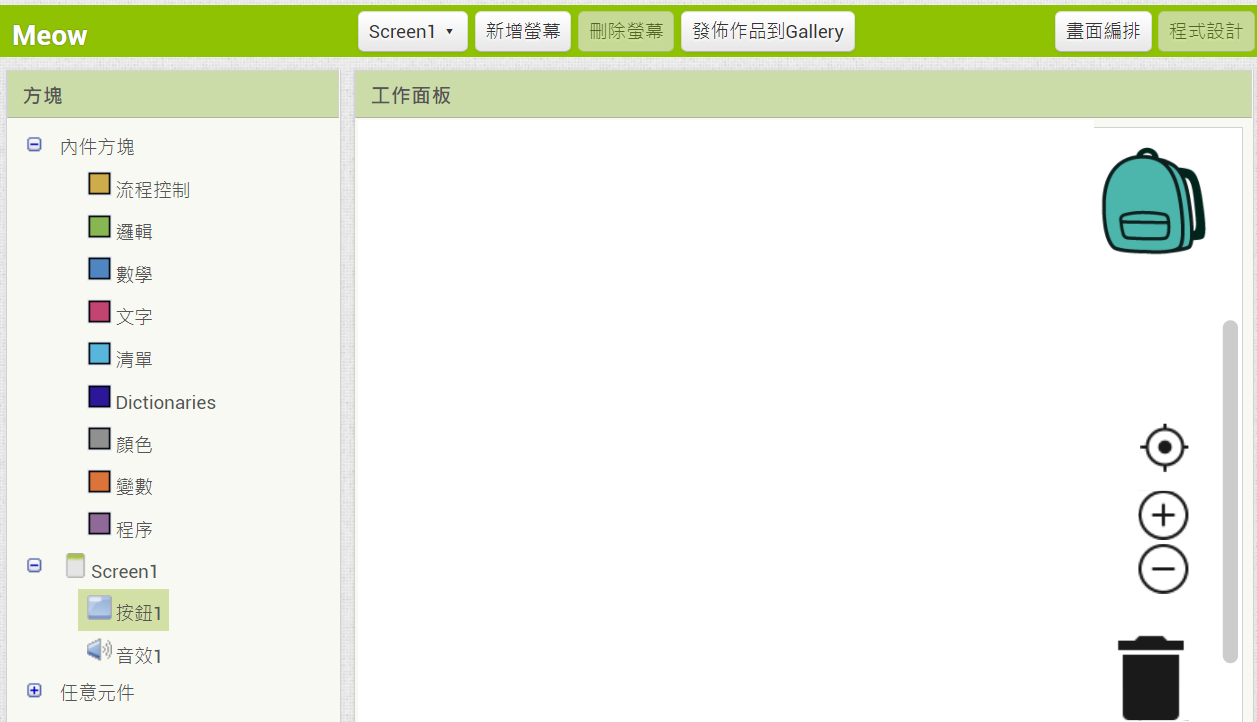 Meow
Screen1 ▾
新增螢幕
刪除螢幕
發佈作品到Gallery
畫面編排
程式設計
方塊
工作面板
內件方塊
流程控制
邏輯
數學
文字
清單
Dictionaries
顏色
變數
程序
Screen1
按鈕1
音效1
任意元件